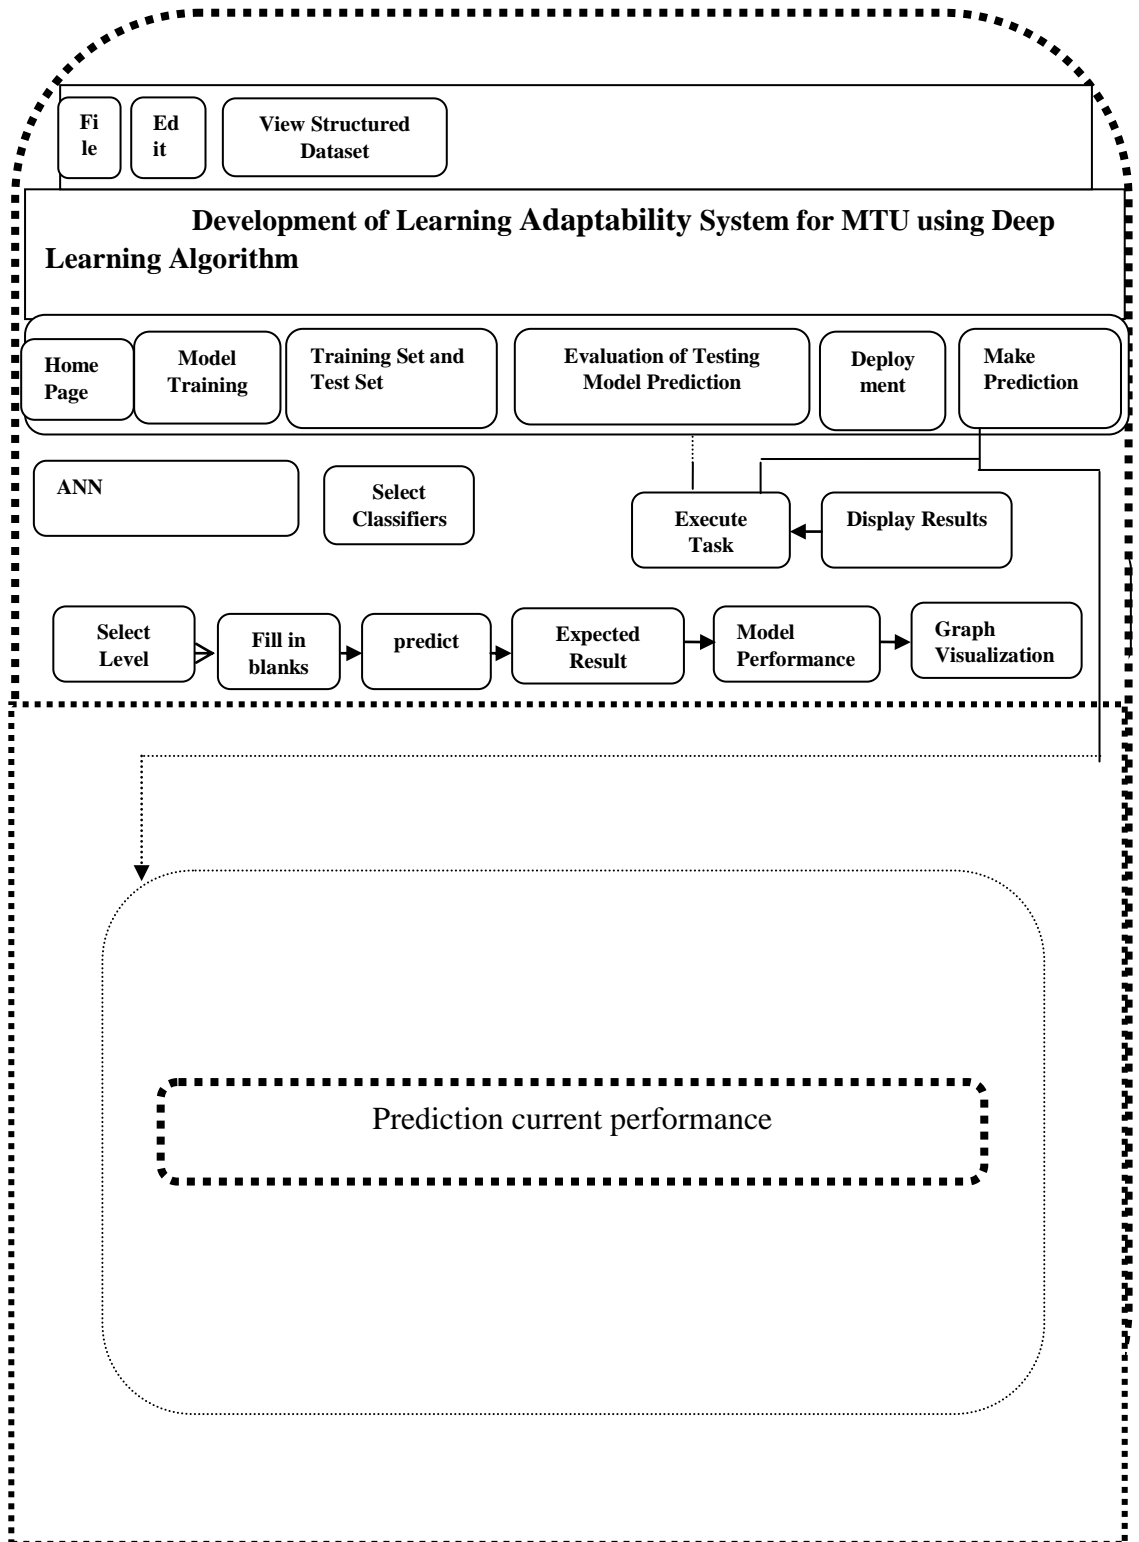 Fi
le
Ed
it
View Structured
Dataset
Development of Learning Adaptability System for MTU using Deep
Learning Algorithm
Home
Page
Model
Training
Training Set and
Test Set
Evaluation of Testing
Model Prediction
Deploy
ment
Make
Prediction
ANN
Select
Classifiers
Execute
Task
Display Results
Select
Level
Fill in
blanks
predict
Expected
Result
Model
Performance
Graph
Visualization
Prediction current performance